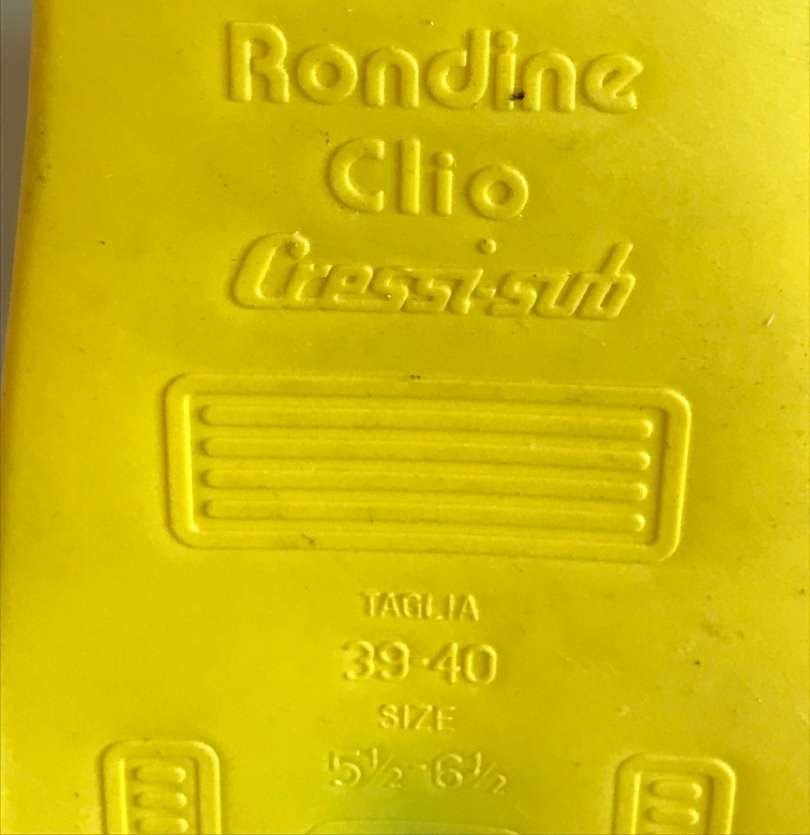 Rondine
Clio
Cressi-sub
TAGLIA
39-40
SIZE
5½-6½